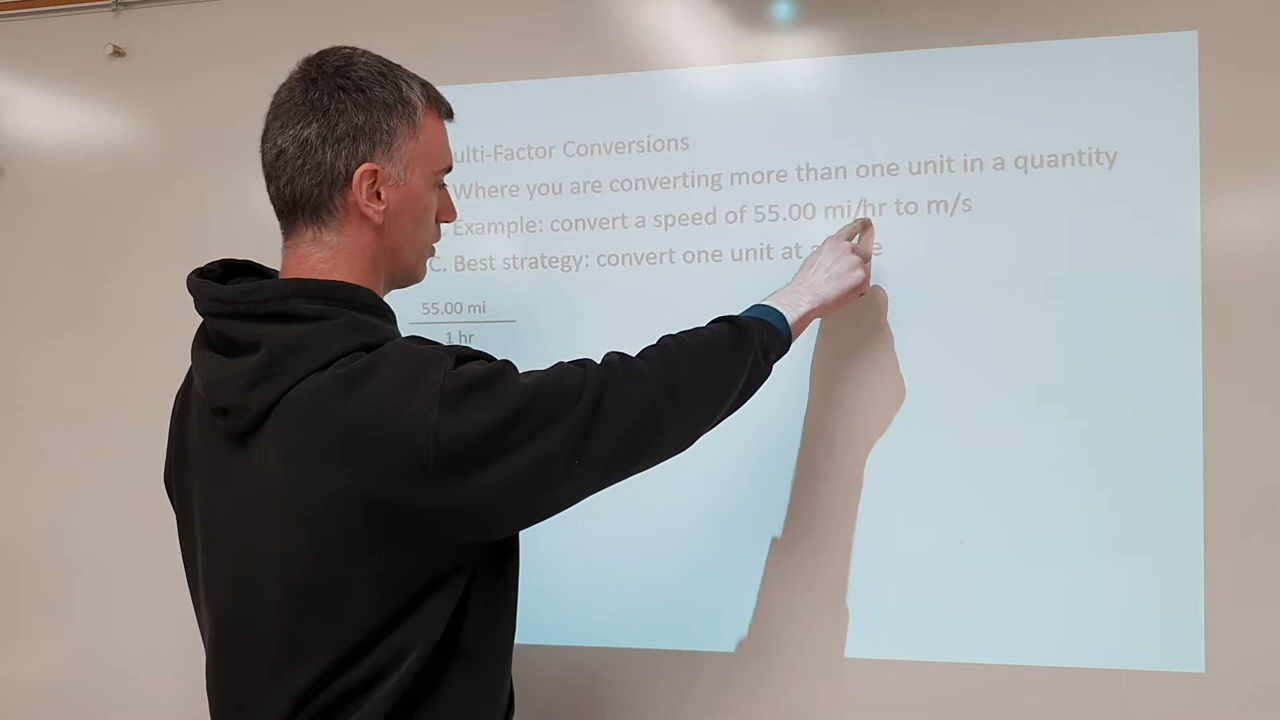 ulti-Factor Conversions
Where you are converting more than one unit in a quantity
Example: convert a speed of 55.00 mi/hr to m/s
C. Best strategy: convert one unit at a
55.00 mi
1 hr